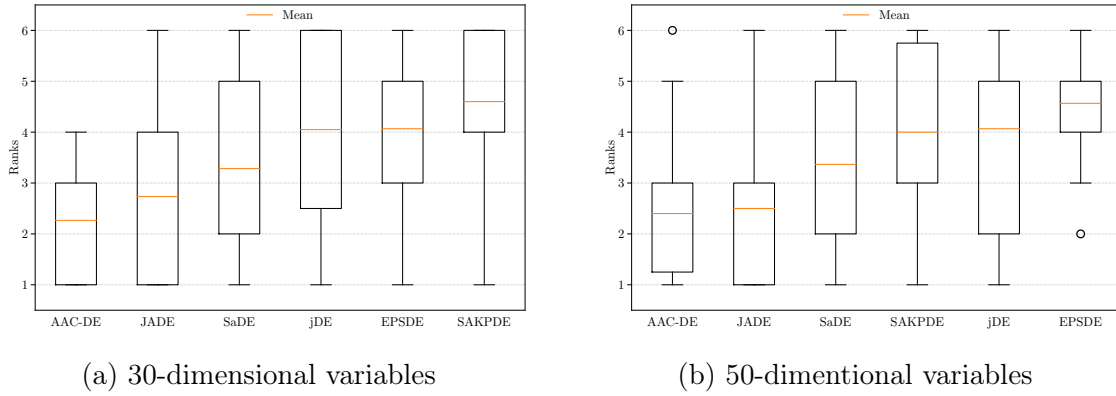 Mean
6
5
4
3
2
1
Ranks
AAC-DE JADE SaDE jDE EPSDE SAKPDE
(a) 30-dimensional variables
Mean
6
5
4
3
2
1
Ranks
AAC-DE JADE SaDE SAKPDE jDE EPSDE
(b) 50-dimentional variables